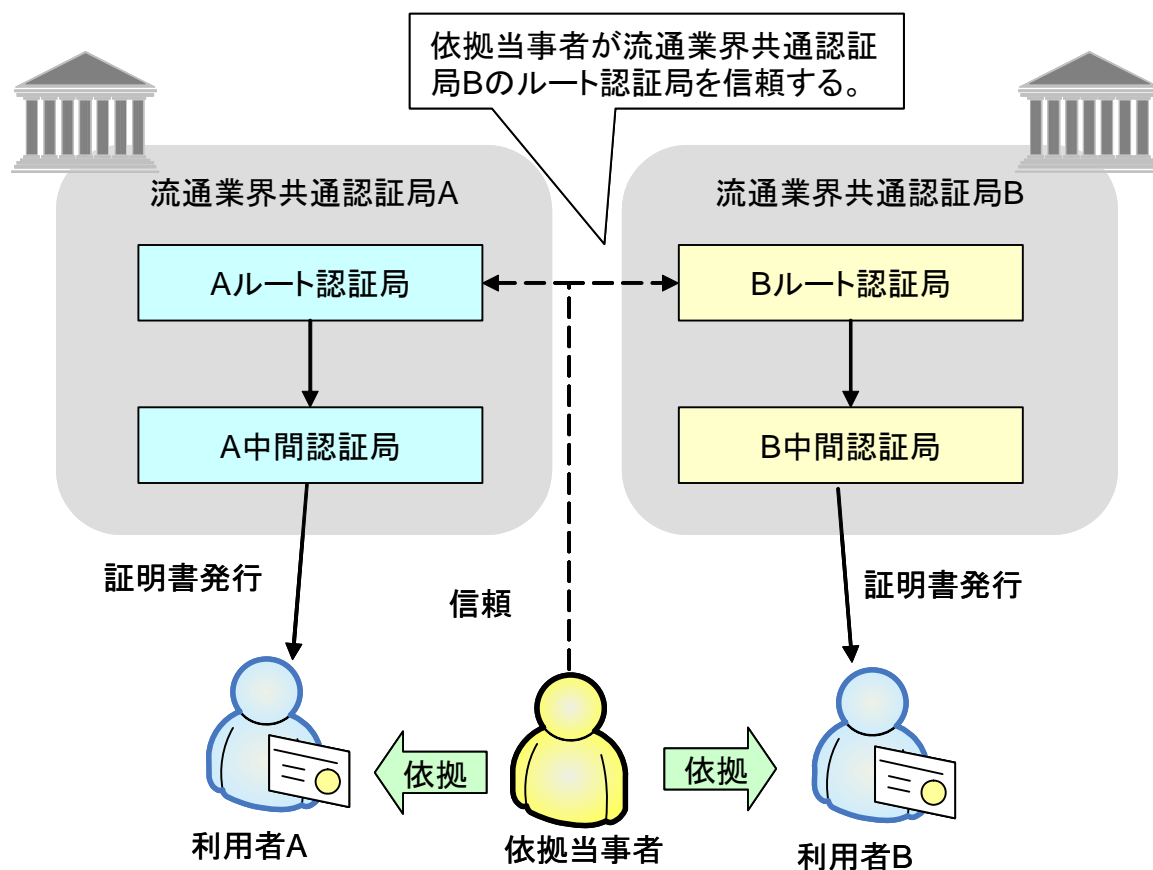 依拠当事者が流通業界共通認証
局Bのルート認証局を信頼する。
流通業界共通認証局A
流通業界共通認証局B
Aルート認証局
Bルート認証局
A中間認証局
B中間認証局
証明書発行
信頼
証明書発行
依拠
依拠
利用者A
依拠当事者
利用者B